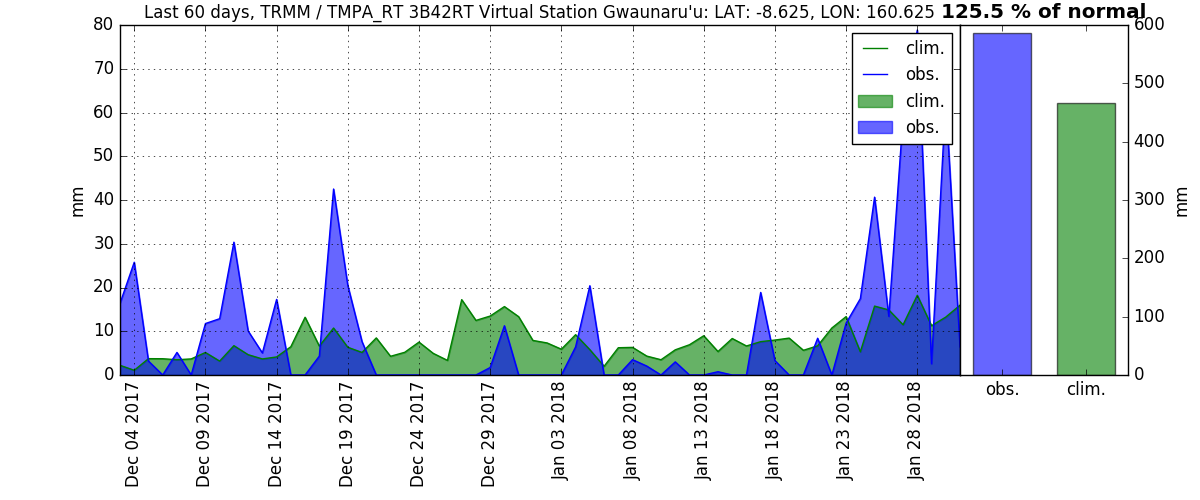 Last 60 days, TRMM / TMPA_RT 3B42RT Virtual Station Gwaunaru'u: LAT: -8.625, LON: 160.625 125.5 % of normal
80
70
60
50
40
30
20
10
0
mm
clim.
obs.
clim.
obs.
600
500
400
300
200
100
0
mm
Dec 04 2017
Dec 09 2017
Dec 14 2017
Dec 19 2017
Dec 24 2017
Dec 29 2017
Jan 03 2018
Jan 08 2018
Jan 13 2018
Jan 18 2018
Jan 23 2018
Jan 28 2018
obs.
clim.